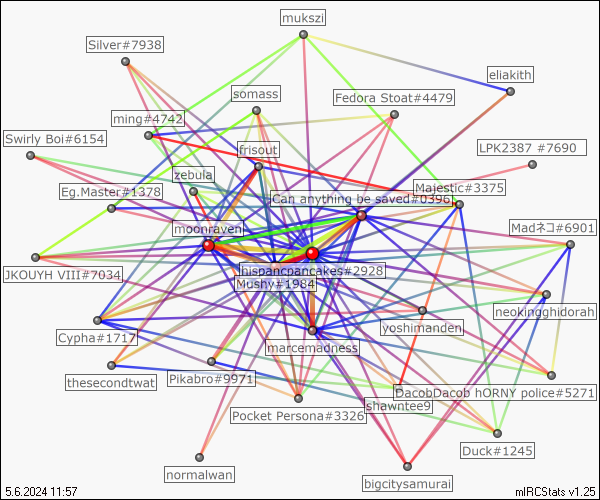 mukszi
Silver#7938
eliakith
somass
Fedora Stoat#4479
ming#4742
Swirly Boi#6154
frisout
LPK2387 #7690
zebula
Eg.Master#1378
Majestic#3375
Can anything be saved#0396
moonraven
Madネコ#6901
JKOUYH VIII#7034
hispancpancakes#2928
Mushy#1984
neokingghidorah
Cypha#1717
yoshimanden
marcemadness
thesecondtwat
Pikabro#9971
DacobDacob hORNY police#5271
shawntee9
Pocket Persona#3326
Duck#1245
normalwan
bigcitysamurai
5.6.2024 11:57
mIRCStats v1.25